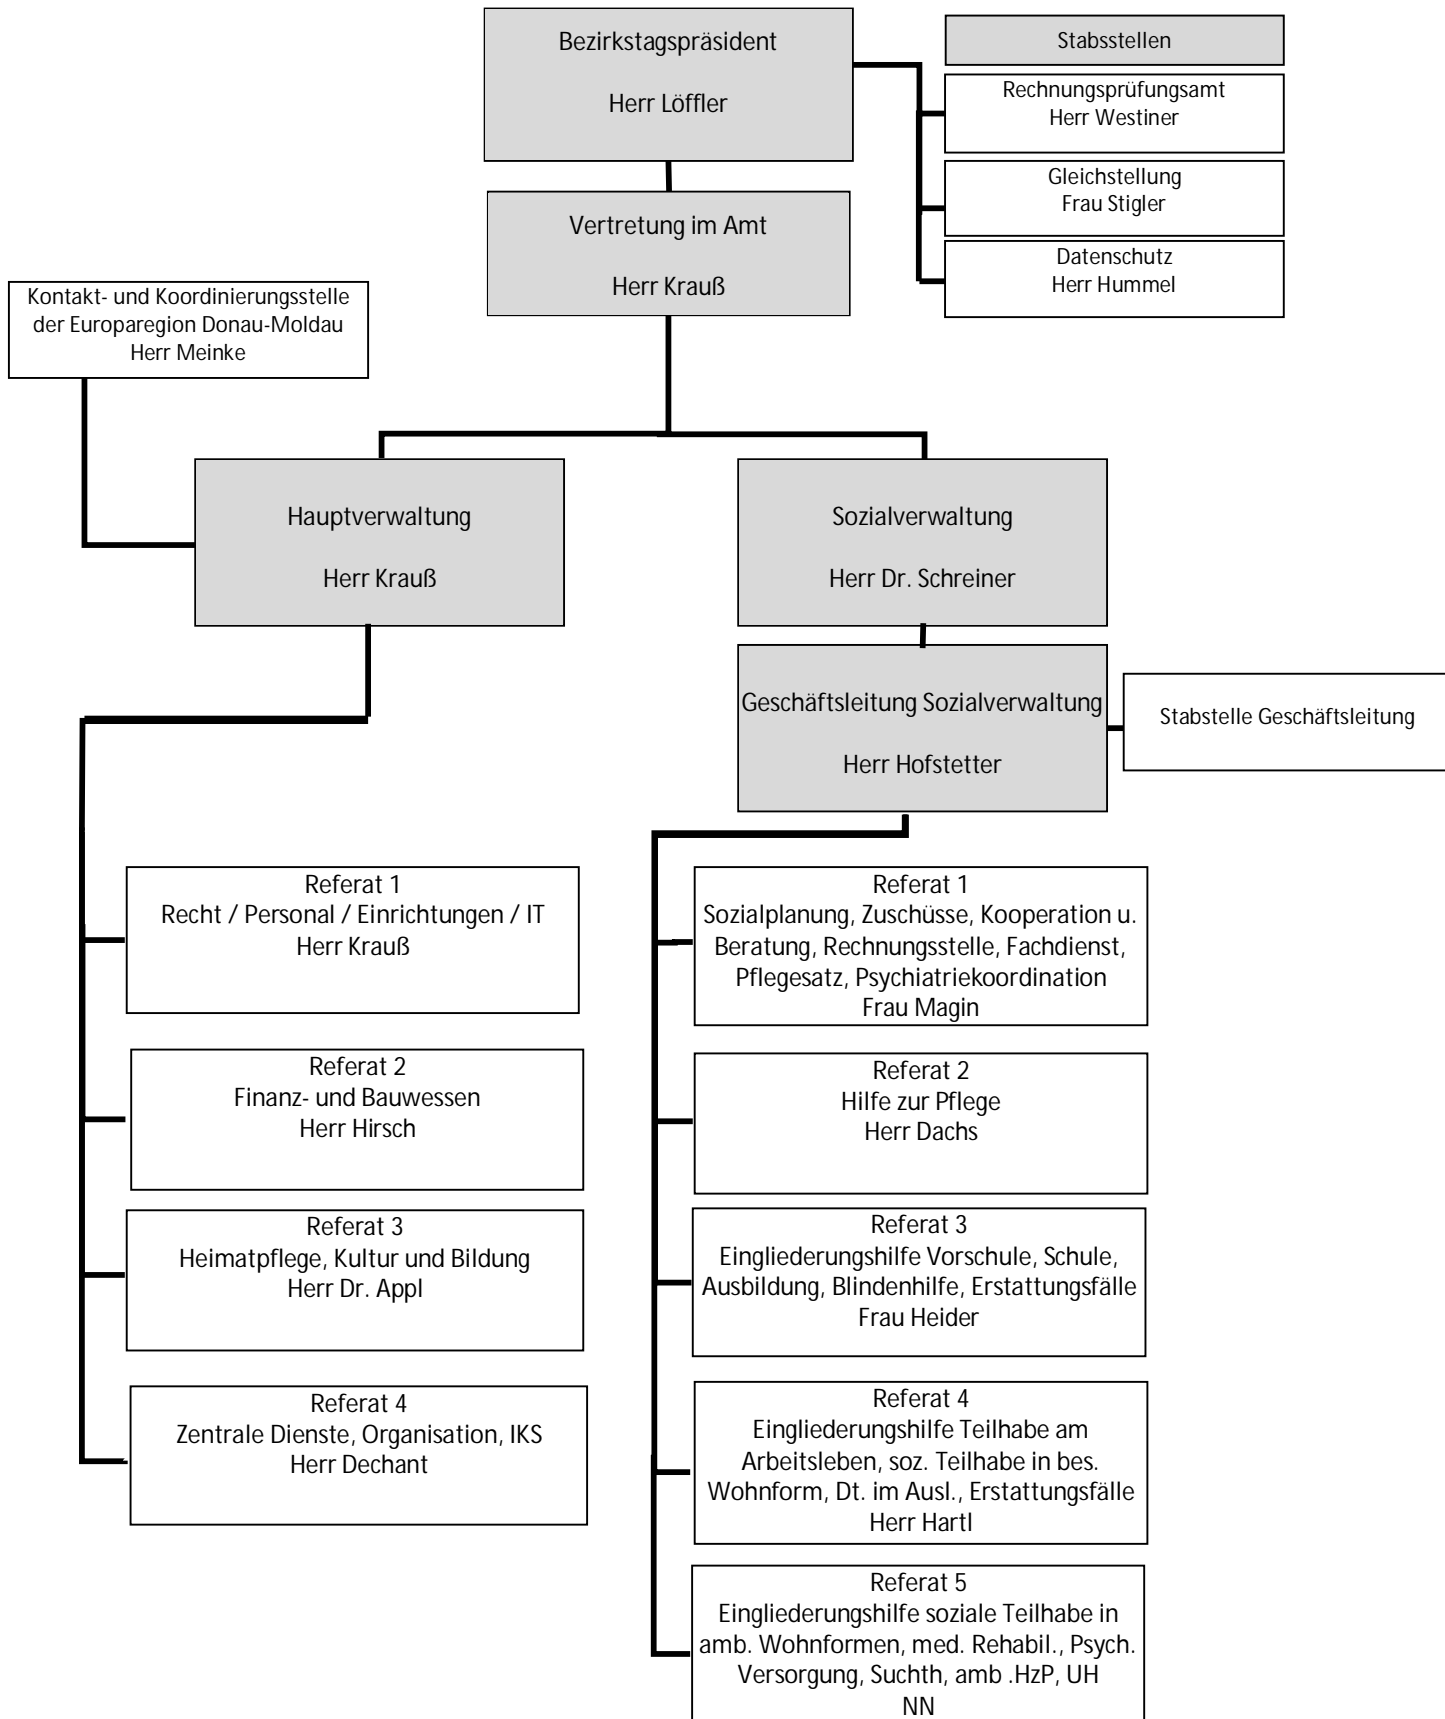 Bezirkstagspräsident
Herr Löffler
Stabsstellen
Rechnungsprüfungsamt
Herr Westiner
Gleichstellung
Frau Stigler
Datenschutz
Herr Hummel
Vertretung im Amt
Herr Krauß
Kontakt- und Koordinierungsstelle
der Europaregion Donau-Moldau
Herr Meinke
Hauptverwaltung
Herr Krauß
Sozialverwaltung
Herr Dr. Schreiner
Geschäftsleitung Sozialverwaltung
Herr Hofstetter
Stabstelle Geschäftsleitung
Referat 1
Recht / Personal / Einrichtungen / IT
Herr Krauß
Referat 2
Finanz- und Bauwessen
Herr Hirsch
Referat 3
Heimatpflege, Kultur und Bildung
Herr Dr. Appl
Referat 4
Zentrale Dienste, Organisation, IKS
Herr Dechant
Referat 1
Sozialplanung, Zuschüsse, Kooperation u.
Beratung, Rechnungsstelle, Fachdienst,
Pflegesatz, Psychiatriekoordination
Frau Magin
Referat 2
Hilfe zur Pflege
Herr Dachs
Referat 3
Eingliederungshilfe Vorschule, Schule,
Ausbildung, Blindenhilfe, Erstattungsfälle
Frau Heider
Referat 4
Eingliederungshilfe Teilhabe am
Arbeitsleben, soz. Teilhabe in bes.
Wohnform, Dt. im Ausl., Erstattungsfälle
Herr Hartl
Referat 5
Eingliederungshilfe soziale Teilhabe in
amb. Wohnformen, med. Rehabil., Psych.
Versorgung, Suchth, amb .HzP, UH
NN